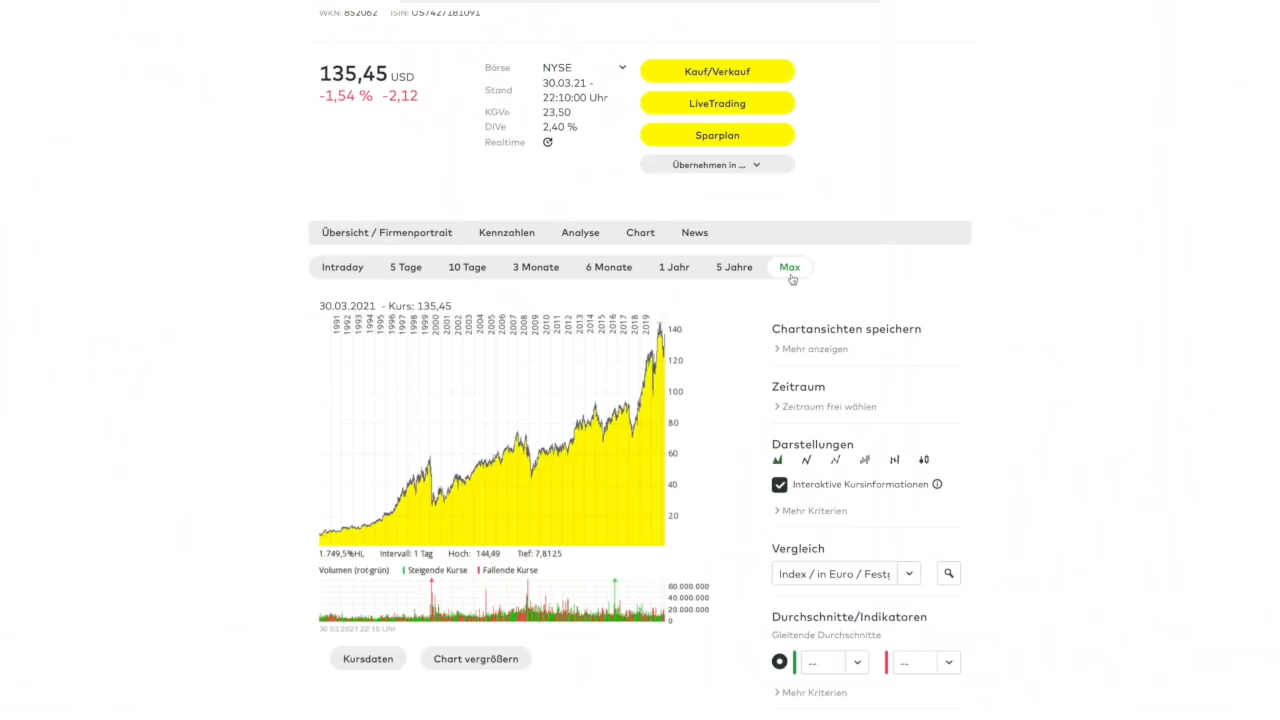 WKN: 852062 ISIN: US7427181091
135,45 USD
-1,54 % -2,12
Börse NYSE
Stand 30.03.21 -
22:10:00 Uhr
KGVe 23,50
DIVe 2,40 %
Realtime
Kauf/Verkauf
LiveTrading
Sparplan
Übernehmen in ...
Übersicht / Firmenportrait Kennzahlen Analyse Chart News
Intraday 5 Tage 10 Tage 3 Monate 6 Monate 1 Jahr 5 Jahre Max
30.03.2021 - Kurs: 135,45
1991 1992 1993 1994 1995 1996 1997 1998 1999 2000 2001 2002 2003 2004 2005 2006 2007 2008 2009 2010 2011 2012 2013 2014 2015 2016 2017 2018 2019
140
120
100
80
60
40
20
1.749,5%HL Intervall: 1 Tag Hoch: 144,49 Tief: 7,8125
Volumen (rot-grün) Steigende Kurse Fallende Kurse
60.000.000
40.000.000
20.000.000
0
30.03.2021 22:10 Uhr
Kursdaten Chart vergrößern
Chartansichten speichern
Mehr anzeigen
Zeitraum
Zeitraum frei wählen
Darstellungen
Interaktive Kursinformationen
Mehr Kriterien
Vergleich
Index / in Euro / Festg
Durchschnitte/Indikatoren
Gleitende Durchschnitte
-- --
Mehr Kriterien